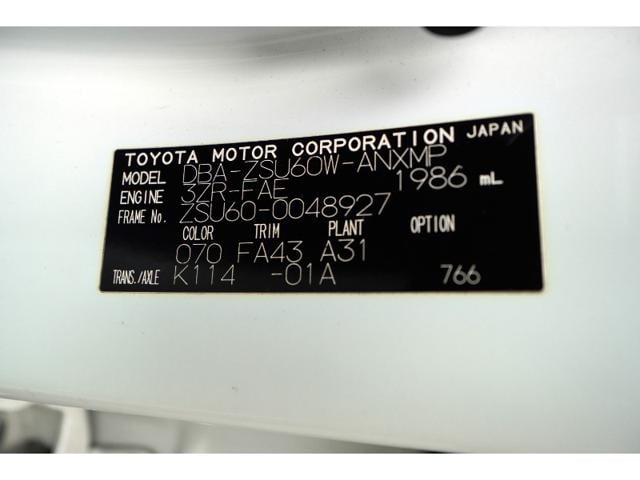 TOYOTA MOTOR CORPORATION JAPAN
MODEL DBA-ZSU60W-ANXMP
ENGINE 3ZR-FAE 1986 mL
FRAME No. ZSU60-0048927
COLOR TRIM PLANT OPTION
070 FA43 A31
TRANS./AXLE K114 -01A 766